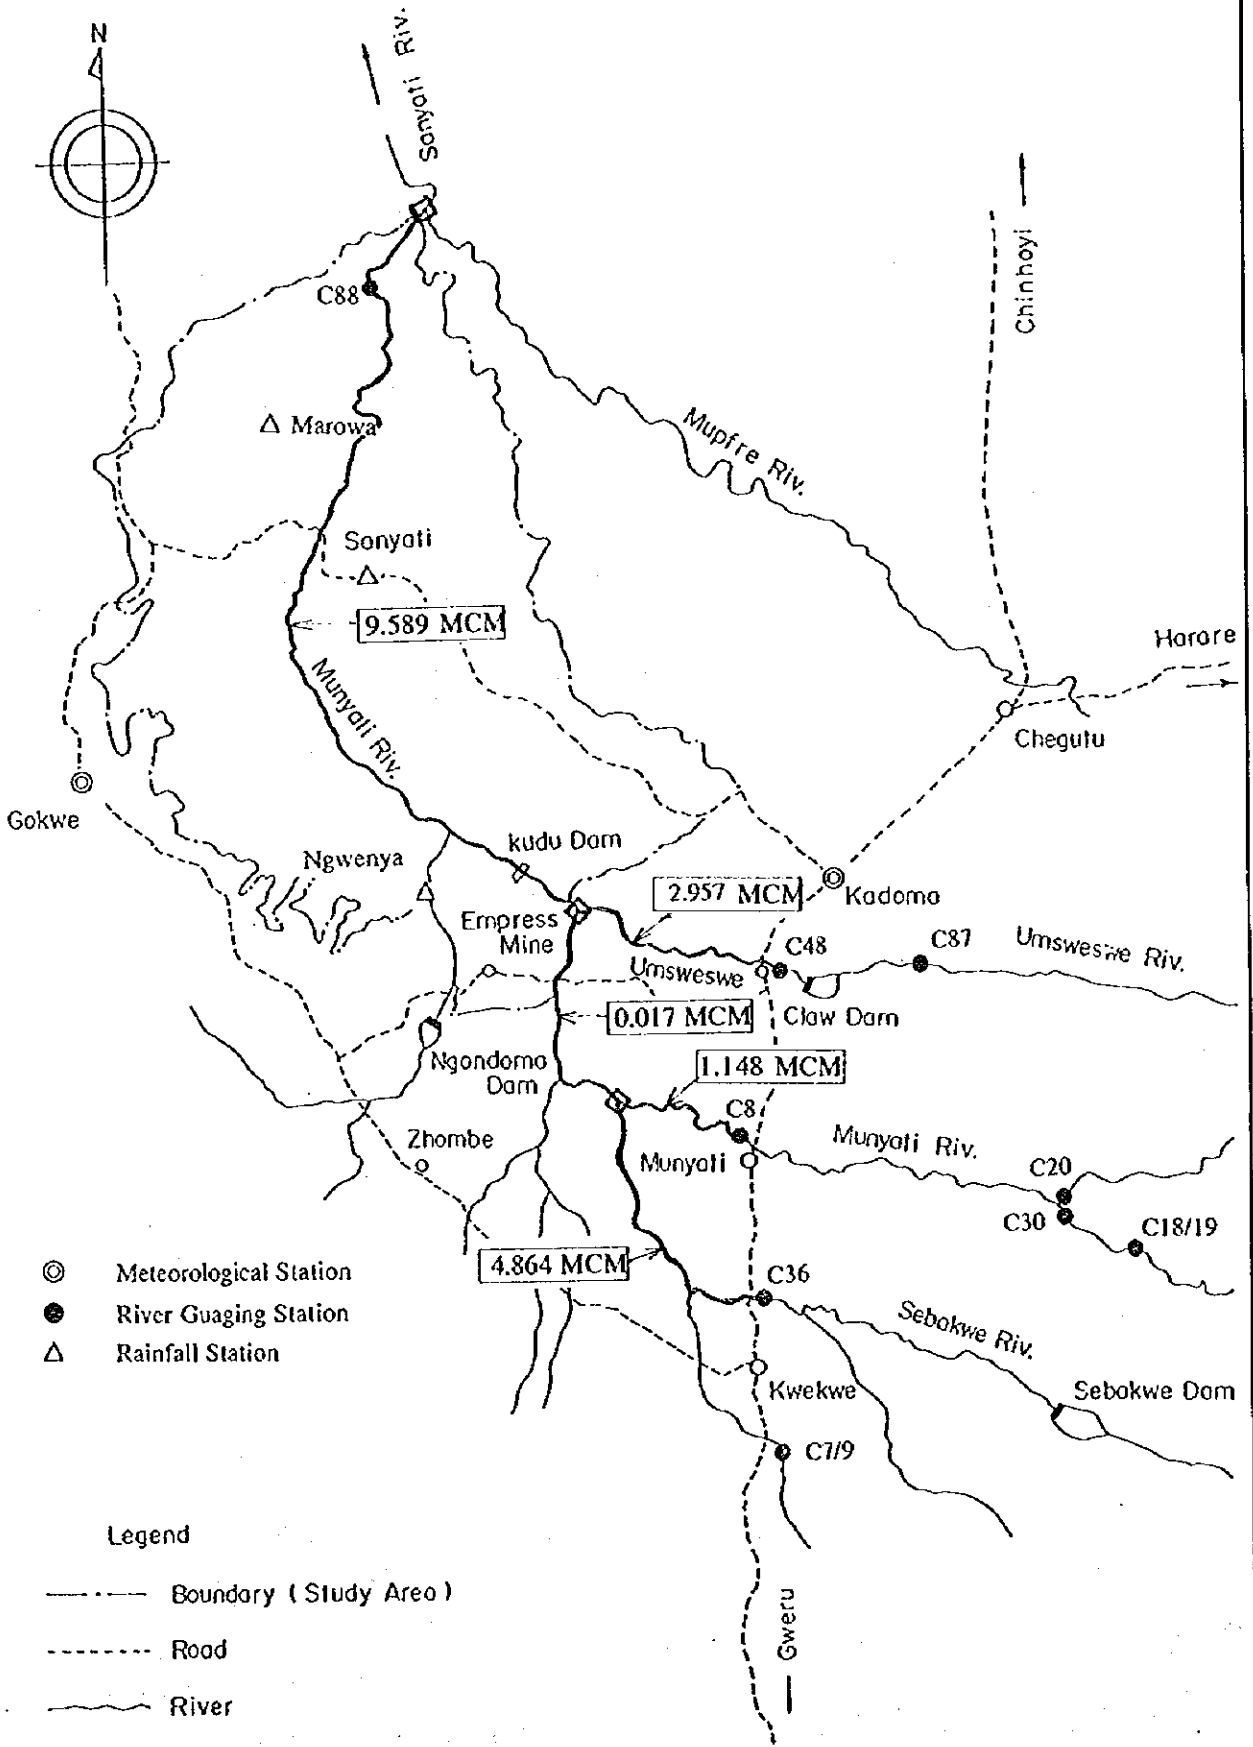 N
Sanyati Riv.
Chinhoyi
C88
Marowa
Mupfre Riv.
Sanyati
9.589 MCM
Harare
Munyati Riv.
Chegutu
Gokwe
kudu Dam
Ngwenya
2.957 MCM
Kadoma
Empress
Mine
C48
C87
Umsweswe Riv.
Umsweswe
0.017 MCM
Claw Dam
Ngondoma
Dam
1.148 MCM
C8
Zhombe
Munyati
Munyati Riv.
C20
C30
C18/19
4.864 MCM
C36
Sebakwe Riv.
Meteorological Station
River Guaging Station
Rainfall Station
Kwekwe
Sebakwe Dam
C7/9
Legend
Boundary (Study Area)
Road
River
Gweru